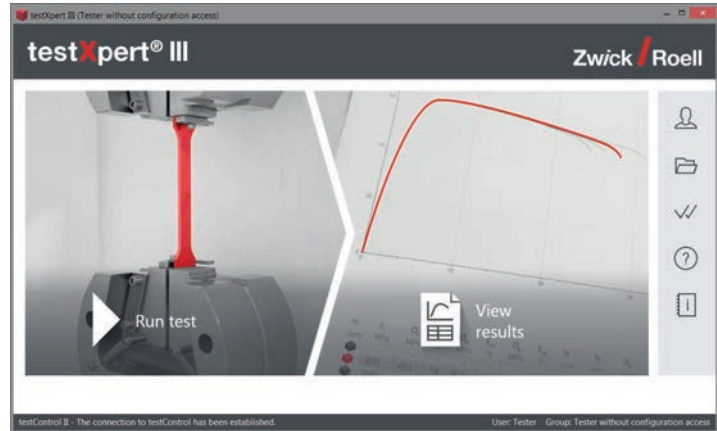 testXpert III (Tester without configuration access)
testXpert® III
Zwick / Roell
Run test
View
results
testControl II - The connection to testControl has been established.
User: Tester Group: Tester without configuration access